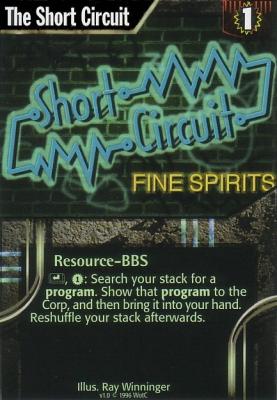 The Short Circuit
1
Short
Circuit
FINE SPIRITS
Resource-BBS
, 1: Search your stack for a
program. Show that program to the
Corp, and then bring it into your hand.
Reshuffle your stack afterwards.
Illus. Ray Winninger
v1.0 © 1996 WotC